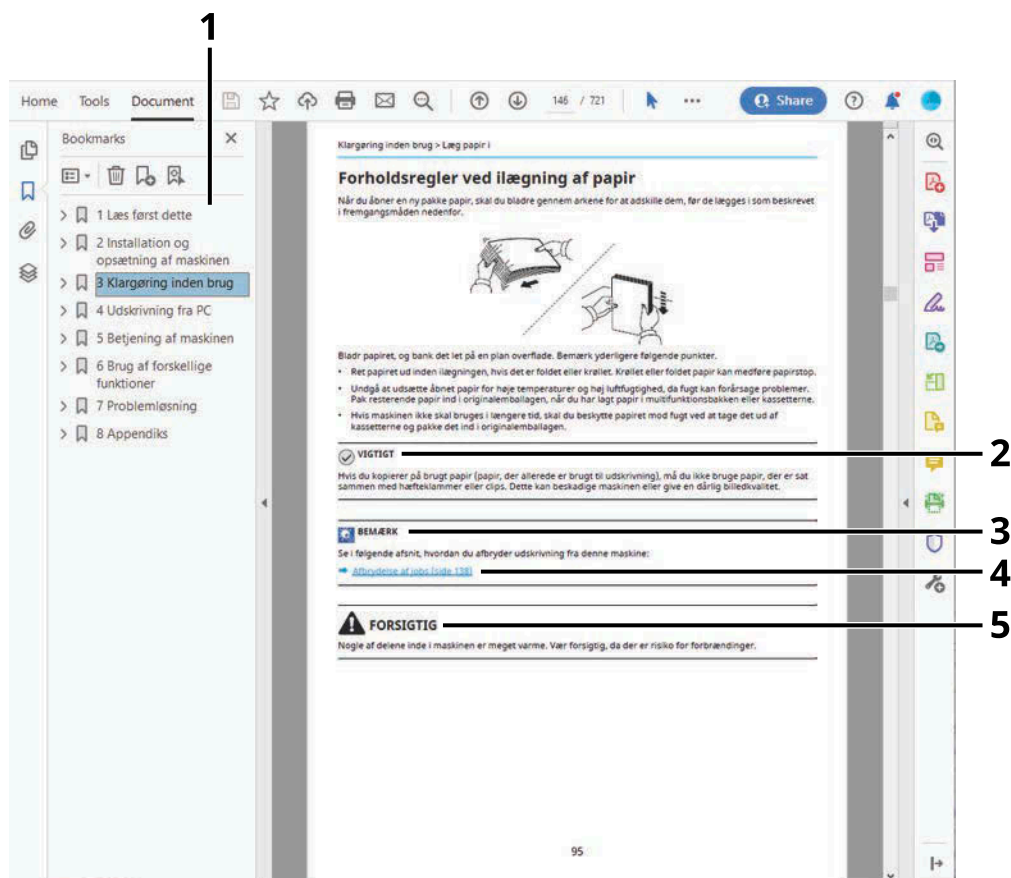 1
Home Tools Document 146 / 721 Share
Bookmarks
1 Læs først dette
2 Installation og
opsætning af maskinen
3 Klargøring inden brug
4 Udskrivning fra PC
5 Betjening af maskinen
6 Brug af forskellige
funktioner
7 Problemløsning
8 Appendiks
Klargøring inden brug > Læg papir i
Forholdsregler ved ilægning af papir
Når du åbner en ny pakke papir, skal du bladre gennem arkene for at adskille dem, før de lægges i som beskrevet
i fremgangsmåden nedenfor.
Bladr papiret, og bank det let på en plan overflade. Bemærk yderligere følgende punkter.
• Ret papiret ud inden ilægningen, hvis det er foldet eller krøllet. Krøllet eller foldet papir kan medføre papirstop.
• Undgå at udsætte åbnet papir for høje temperaturer og høj luftfugtighed, da fugt kan forårsage problemer.
Pak resterende papir ind i originalemballagen, når du har lagt papir i multifunktionsbakken eller kassetterne.
• Hvis maskinen ikke skal bruges i længere tid, skal du beskytte papiret mod fugt ved at tage det ud af
kassetterne og pakke det ind i originalemballagen.
VIGTIGT
2
Hvis du kopierer på brugt papir (papir, der allerede er brugt til udskrivning), må du ikke bruge papir, der er sat
sammen med hæfteklammer eller clips. Dette kan beskadige maskinen eller give en dårlig billedkvalitet.
BEMÆRK
3
Se i følgende afsnit, hvordan du afbryder udskrivning fra denne maskine:
➡ Afbrydelse af jobs (side 138)
4
FORSIGTIG
5
Nogle af delene inde i maskinen er meget varme. Vær forsigtig, da der er risiko for forbrændinger.
95